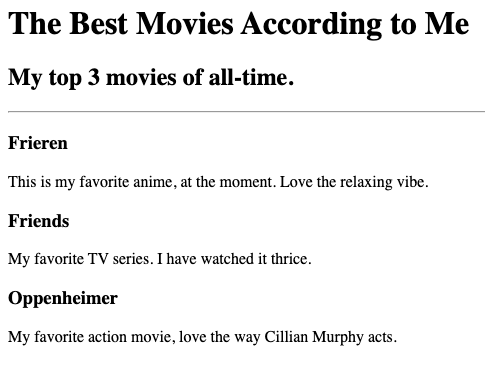 The Best Movies According to Me
My top 3 movies of all-time.
Frieren
This is my favorite anime, at the moment. Love the relaxing vibe.
Friends
My favorite TV series. I have watched it thrice.
Oppenheimer
My favorite action movie, love the way Cillian Murphy acts.